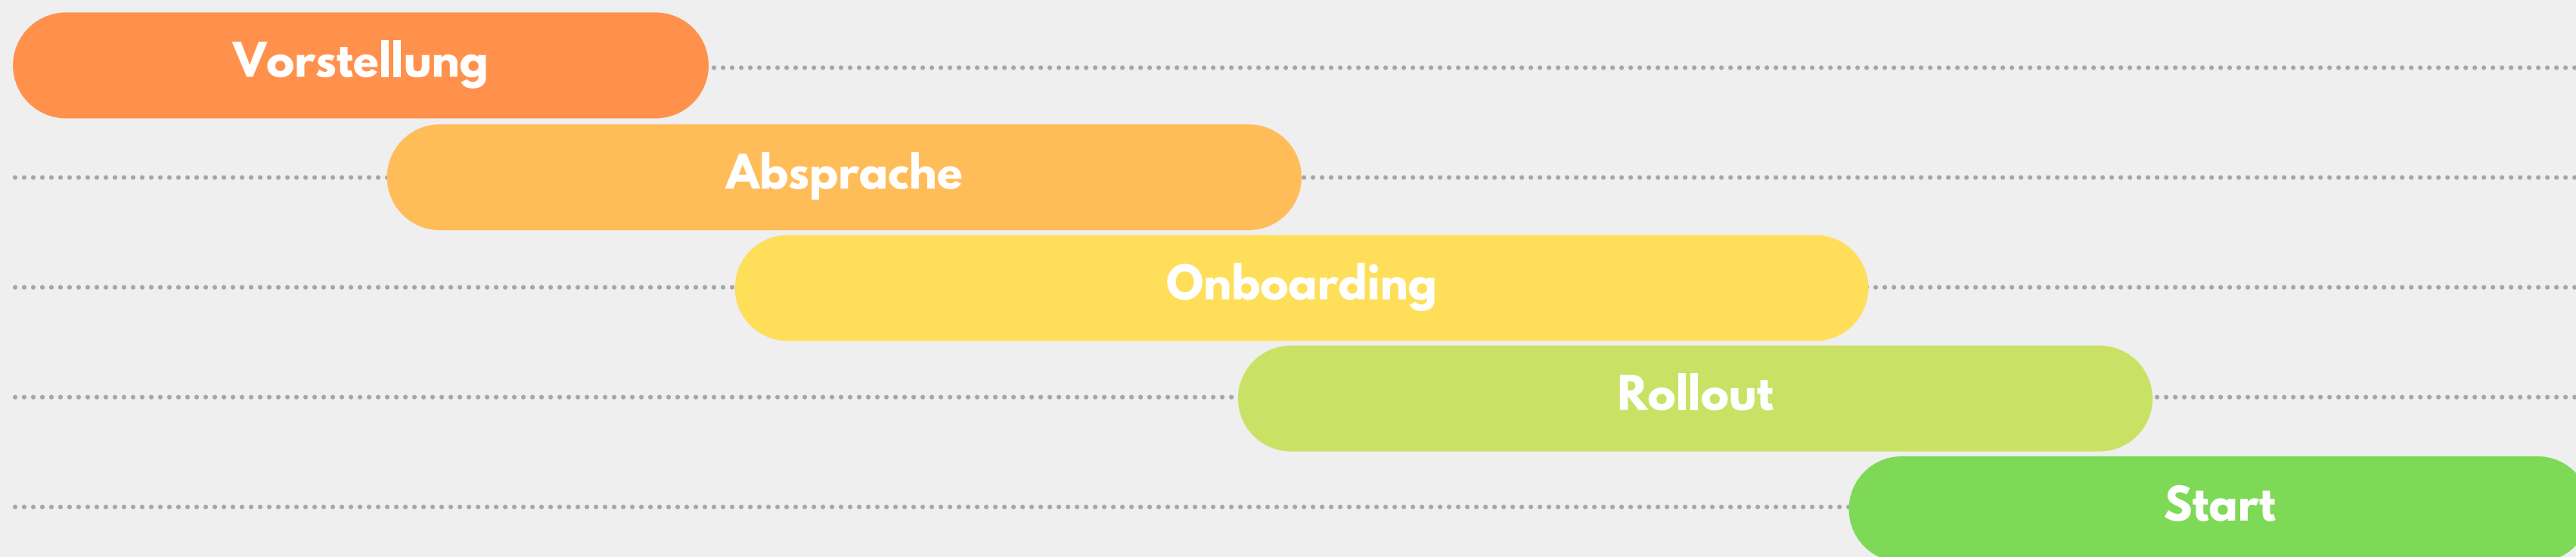 Vorstellung
Absprache
Onboarding
Rollout
Start